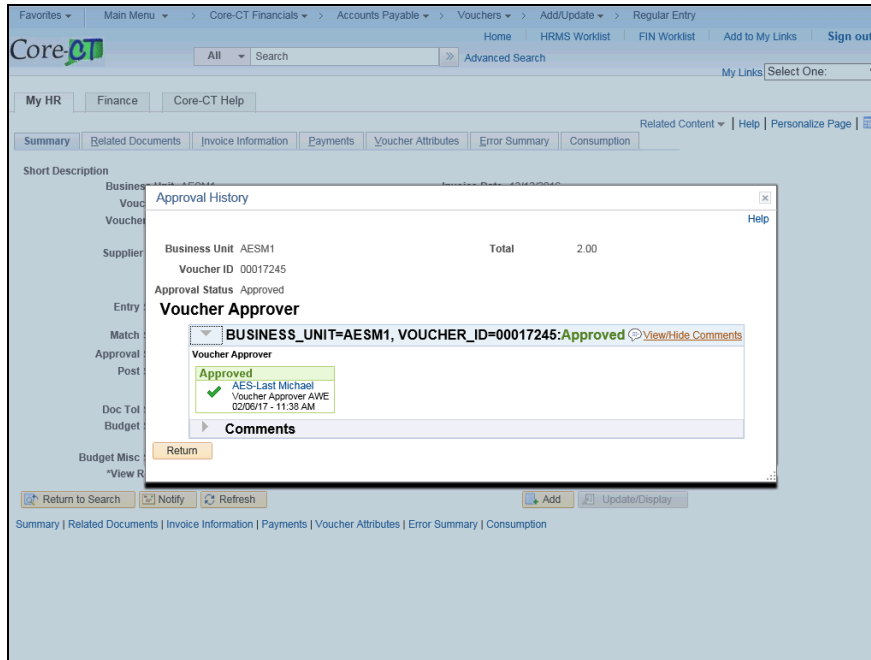 Favorites Main Menu > Core-CT Financials > Accounts Payable > Vouchers > Add/Update > Regular Entry
Core-CT
Home HRMS Worklist FIN Worklist Add to My Links Sign out
All Search » Advanced Search
My Links Select One:
My HR Finance Core-CT Help
Related Content | Help | Personalize Page |
Summary Related Documents Invoice Information Payments Voucher Attributes Error Summary Consumption
Short Description
Business
Vouc
Voucher
Supplier
Entry
Match
Approval
Post
Doc Tol
Budget
Budget Misc
*View R
Approval History
Help
Business Unit AESM1 Total 2.00
Voucher ID 00017245
Approval Status Approved
Voucher Approver
BUSINESS_UNIT=AESM1, VOUCHER_ID=00017245:Approved View/Hide Comments
Voucher Approver
Approved
AES-Last Michael
Voucher Approver AWE
02/06/17 - 11:38 AM
Comments
Return
Return to Search Notify Refresh Add Update/Display
Summary | Related Documents | Invoice Information | Payments | Voucher Attributes | Error Summary | Consumption